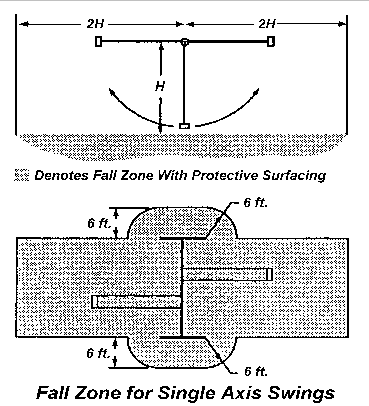 2H 2H
H
Denotes Fall Zone With Protective Surfacing
6 ft.
6 ft.
6 ft.
6 ft.
Fall Zone for Single Axis Swings